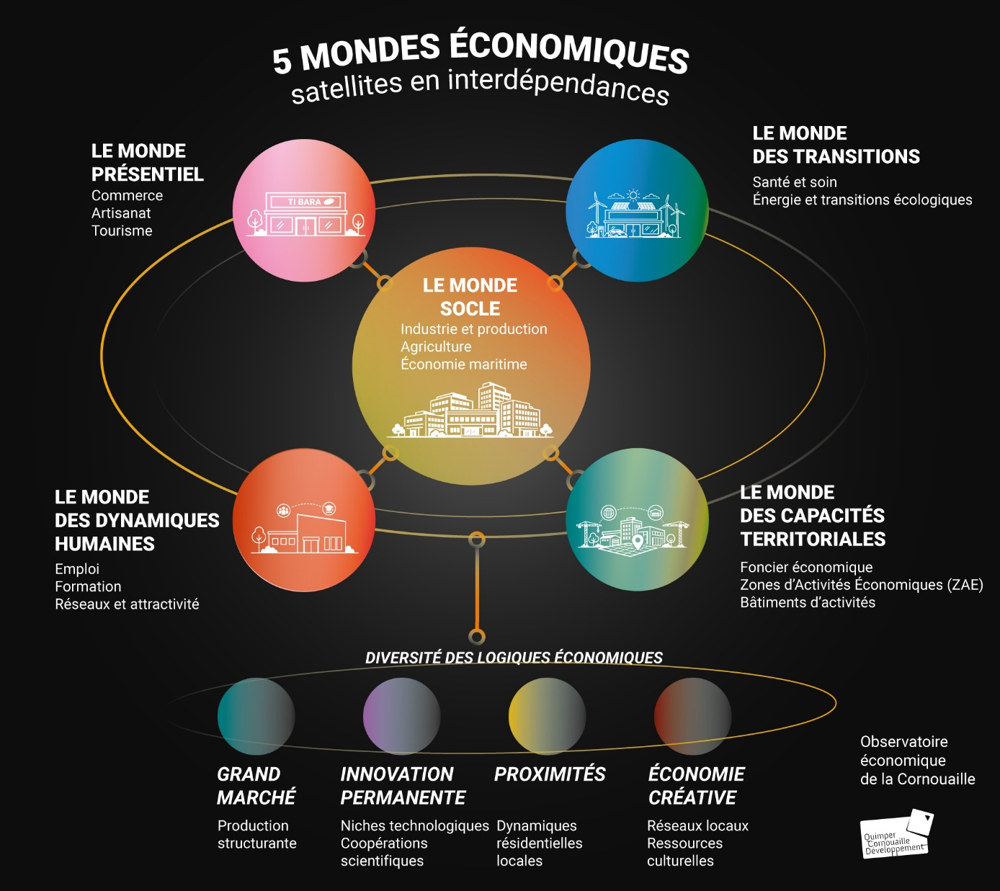 5 MONDES ÉCONOMIQUES
satellites en interdépendances
LE MONDE
PRÉSENTIEL
Commerce
Artisanat
Tourisme
TI BARA
LE MONDE
DES TRANSITIONS
Santé et soin
Énergie et transitions écologiques
LE MONDE
SOCLE
Industrie et production
Agriculture
Économie maritime
LE MONDE
DES DYNAMIQUES
HUMAINES
Emploi
Formation
Réseaux et attractivité
LE MONDE
DES CAPACITÉS
TERRITORIALES
Foncier économique
Zones d'Activités Économiques (ZAE)
Bâtiments d'activités
DIVERSITÉ DES LOGIQUES ÉCONOMIQUES
GRAND
MARCHÉ
Production
structurante
INNOVATION
PERMANENTE
Niches technologiques
Coopérations
scientifiques
PROXIMITÉS
Dynamiques
résidentielles
locales
ÉCONOMIE
CRÉATIVE
Réseaux locaux
Ressources
culturelles
Observatoire
économique
de la Cornouaille
Quimper
Cornouaille
Développement